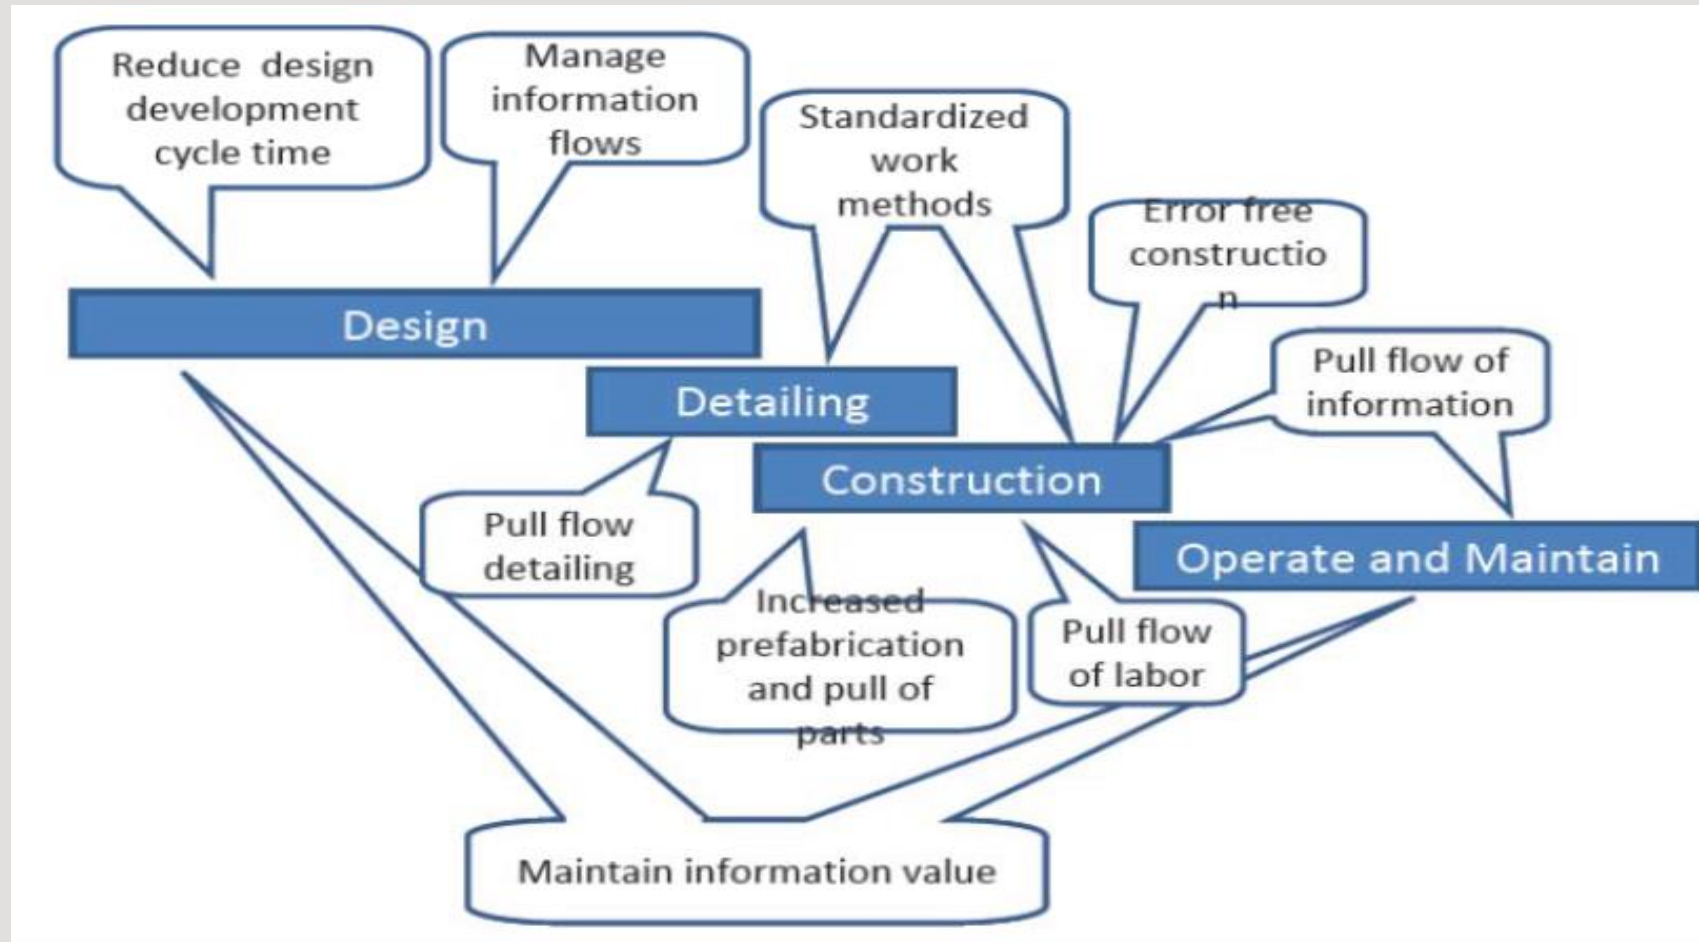 Reduce design
development
cycle time
Manage
information
flows
Standardized
work
methods
Error free
constructio
n
Pull flow of
information
Design
Detailing
Construction
Operate and Maintain
Pull flow
detailing
Increased
prefabrication
and pull of
parts
Pull flow
of labor
Maintain information value